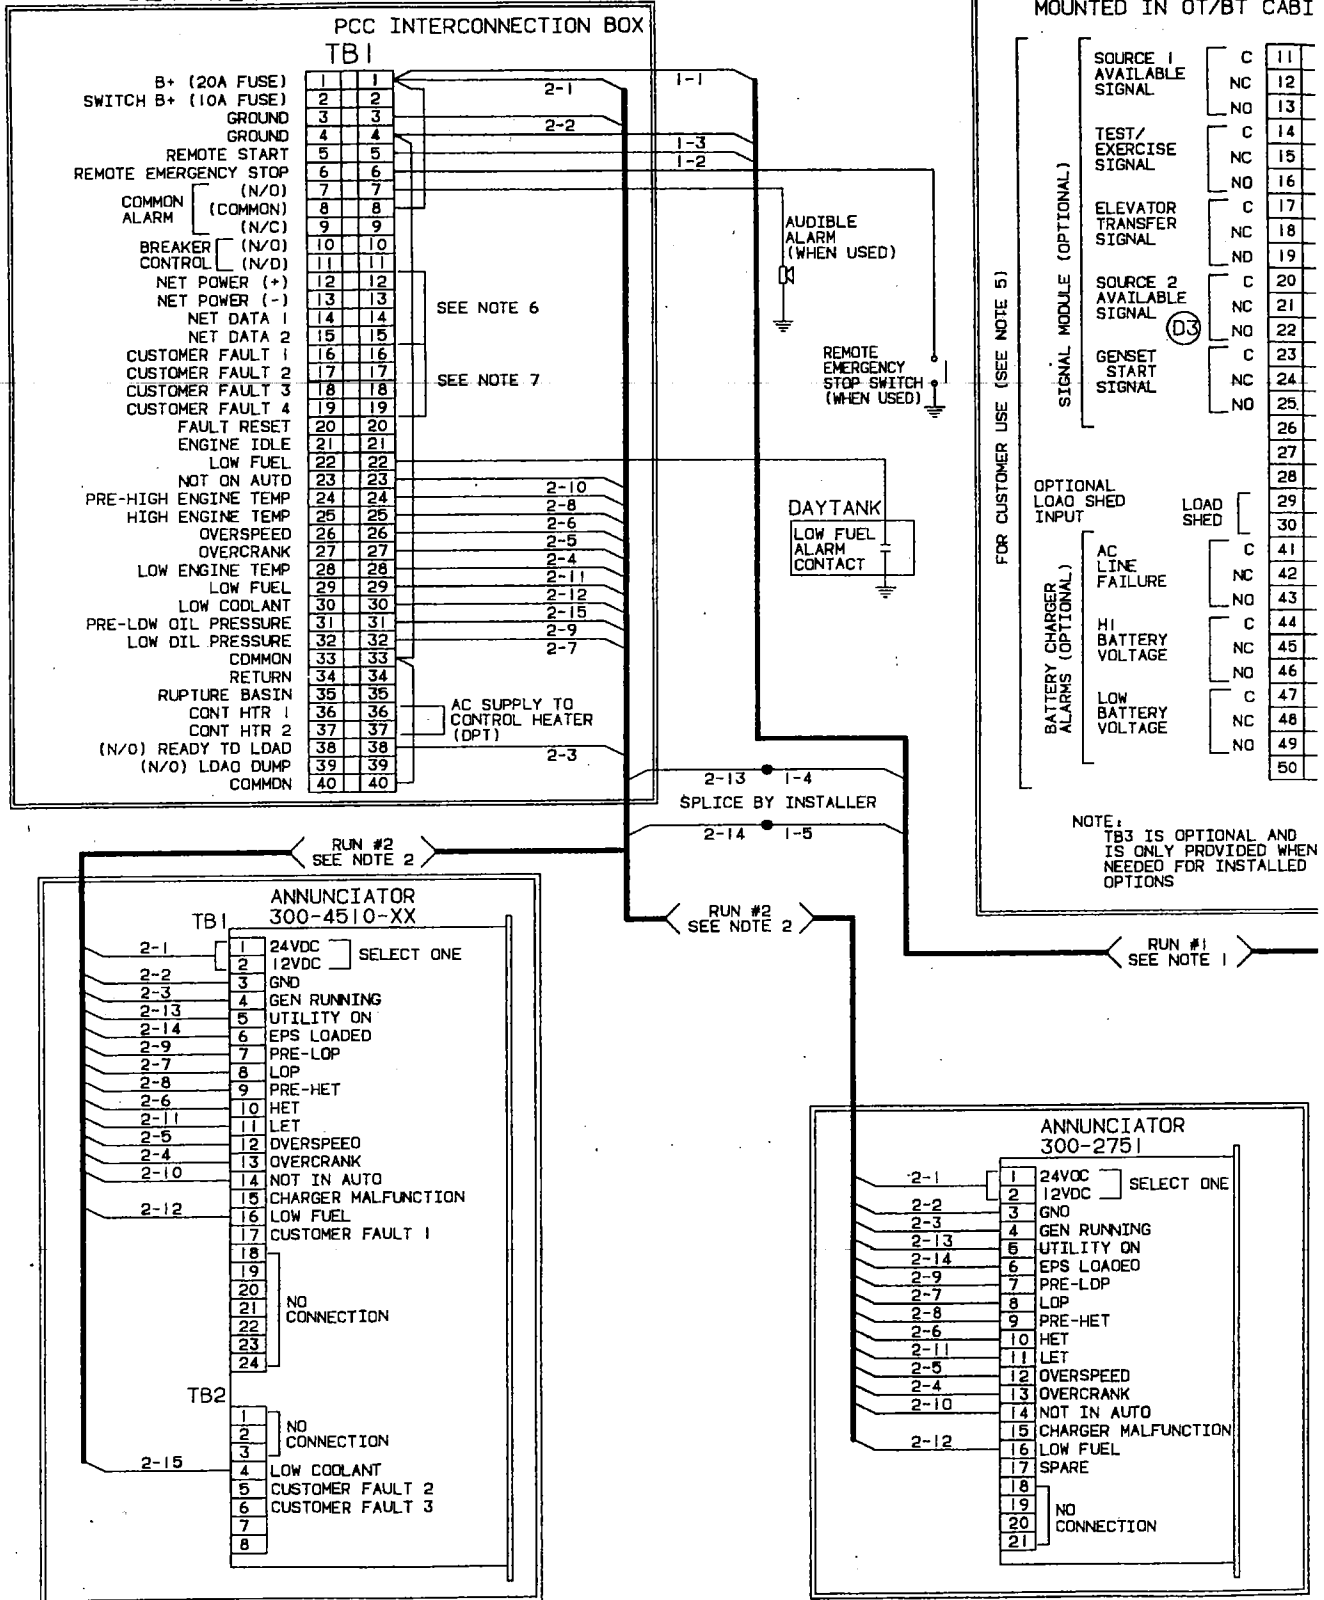 PCC INTERCONNECTION BOX
TB1
B+ (20A FUSE) 1 1
SWITCH B+ (10A FUSE) 2 2
GROUND 3 3
GROUND 4 4
REMOTE START 5 5
REMOTE EMERGENCY STOP 6 6
COMMON ALARM
(N/O) 7 7
(COMMON) 8 8
(N/C) 9 9
BREAKER CONTROL
(N/O) 10 10
(N/O) 11 11
NET POWER (+) 12 12
NET POWER (-) 13 13
NET DATA 1 14 14
NET DATA 2 15 15
CUSTOMER FAULT 1 16 16
CUSTOMER FAULT 2 17 17
CUSTOMER FAULT 3 18 18
CUSTOMER FAULT 4 19 19
FAULT RESET 20 20
ENGINE IDLE 21 21
LOW FUEL 22 22
NOT ON AUTO 23 23
PRE-HIGH ENGINE TEMP 24 24
HIGH ENGINE TEMP 25 25
OVERSPEED 26 26
OVERCRANK 27 27
LOW ENGINE TEMP 28 28
LOW FUEL 29 29
LOW COOLANT 30 30
PRE-LOW OIL PRESSURE 31 31
LOW OIL PRESSURE 32 32
COMMON 33 33
RETURN 34 34
RUPTURE BASIN 35 35
CONT HTR 1 36 36
CONT HTR 2 37 37
(N/O) READY TO LOAD 38 38
(N/O) LOAD DUMP 39 39
COMMON 40 40
2-1
2-2
1-1
1-3
1-2
SEE NOTE 6
SEE NOTE 7
2-10
2-8
2-6
2-5
2-4
2-11
2-12
2-15
2-9
2-7
AC SUPPLY TO
CONTROL HEATER
(OPT)
2-3
AUDIBLE
ALARM
(WHEN USED)
REMOTE
EMERGENCY
STOP SWITCH
(WHEN USED)
DAYTANK
LOW FUEL
ALARM
CONTACT
2-13 1-4
SPLICE BY INSTALLER
2-14 1-5
MOUNTED IN OT/BT CABI
FOR CUSTOMER USE (SEE NOTE 5)
SIGNAL MODULE (OPTIONAL)
SOURCE 1
AVAILABLE
SIGNAL
C 11
NC 12
NO 13
TEST/
EXERCISE
SIGNAL
C 14
NC 15
NO 16
ELEVATOR
TRANSFER
SIGNAL
C 17
NC 18
NO 19
SOURCE 2
AVAILABLE
SIGNAL
D3
C 20
NC 21
NO 22
GENSET
START
SIGNAL
C 23
NC 24
NO 25
26
27
28
OPTIONAL
LOAD SHED
INPUT
LOAD
SHED
29
30
BATTERY CHARGER
ALARMS (OPTIONAL)
AC
LINE
FAILURE
C 41
NC 42
NO 43
HI
BATTERY
VOLTAGE
C 44
NC 45
NO 46
LOW
BATTERY
VOLTAGE
C 47
NC 48
NO 49
50
NOTE:
TB3 IS OPTIONAL AND
IS ONLY PROVIDED WHEN
NEEDED FOR INSTALLED
OPTIONS
RUN #2
SEE NOTE 2
RUN #2
SEE NOTE 2
RUN #1
SEE NOTE 1
ANNUNCIATOR
300-4510-XX
TB1
2-1 1 24VDC
2 12VDC
SELECT ONE
2-2 3 GND
2-3 4 GEN RUNNING
2-13 5 UTILITY ON
2-14 6 EPS LOADED
2-9 7 PRE-LOP
2-7 8 LOP
2-8 9 PRE-HET
2-6 10 HET
2-11 11 LET
2-5 12 OVERSPEED
2-4 13 OVERCRANK
2-10 14 NOT IN AUTO
15 CHARGER MALFUNCTION
2-12 16 LOW FUEL
17 CUSTOMER FAULT 1
18
19
20
21
22
23
24
NO
CONNECTION
TB2
1
2
3
NO
CONNECTION
2-15 4 LOW COOLANT
5 CUSTOMER FAULT 2
6 CUSTOMER FAULT 3
7
8
ANNUNCIATOR
300-2751
2-1 1 24VDC
2 12VDC
SELECT ONE
2-2 3 GND
2-3 4 GEN RUNNING
2-13 5 UTILITY ON
2-14 6 EPS LOADED
2-9 7 PRE-LOP
2-7 8 LOP
2-8 9 PRE-HET
2-6 10 HET
2-11 11 LET
2-5 12 OVERSPEED
2-4 13 OVERCRANK
2-10 14 NOT IN AUTO
15 CHARGER MALFUNCTION
2-12 16 LOW FUEL
17 SPARE
18
19
20
21
NO
CONNECTION